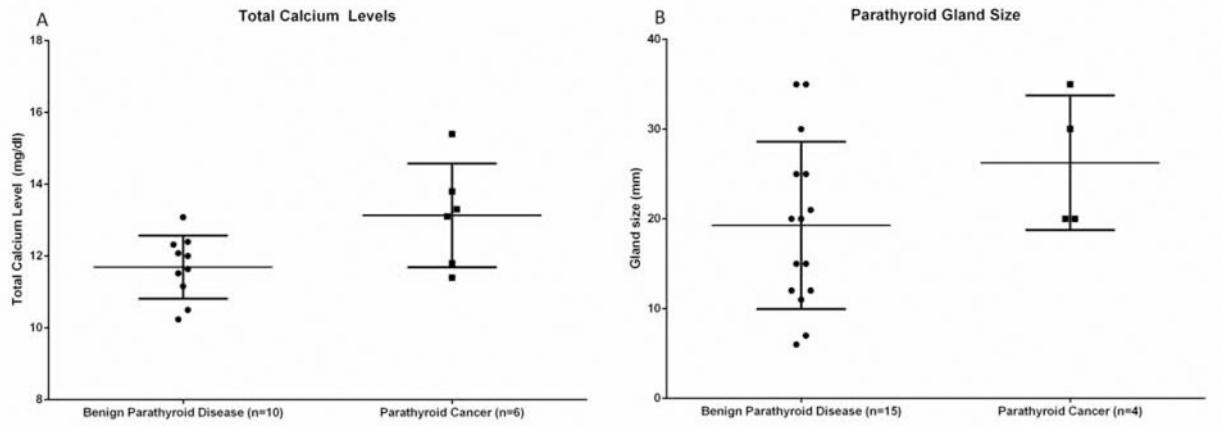 A
Total Calcium Levels
Total Calcium Level (mg/dl)
18
16
14
12
10
8
Benign Parathyroid Disease (n=10)
Parathyroid Cancer (n=6)
B
Parathyroid Gland Size
Gland size (mm)
40
30
20
10
0
Benign Parathyroid Disease (n=15)
Parathyroid Cancer (n=4)